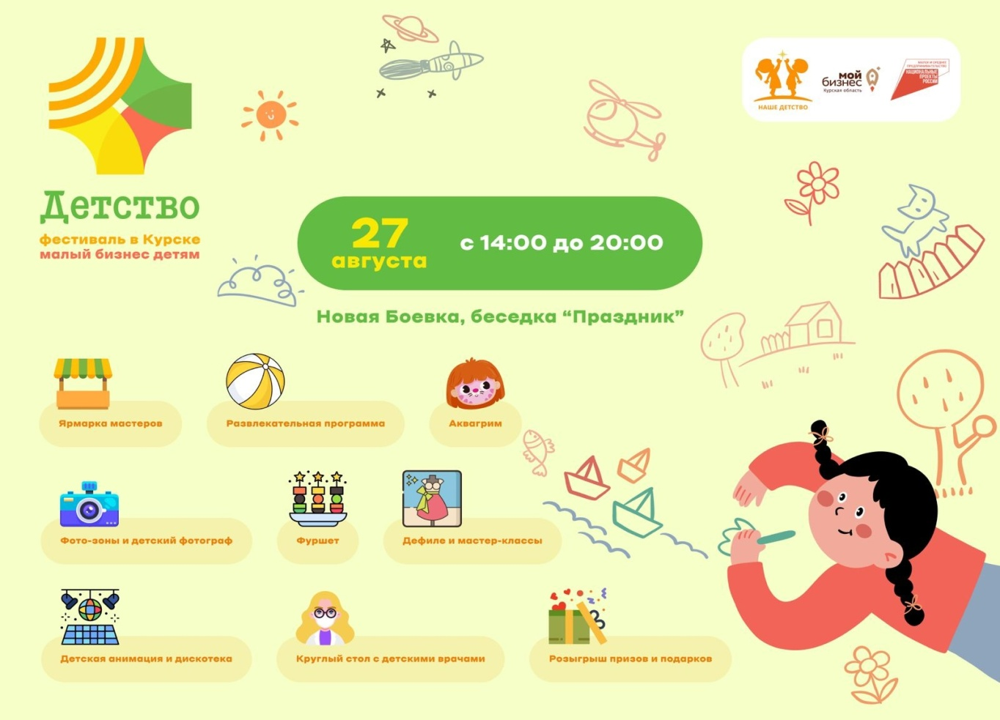 Детство
фестиваль в Курске
малый бизнес детям
НАШЕ ДЕТСТВО
мой
бизнес
Курская область
МАЛОЕ И СРЕДНЕЕ
ПРЕДПРИНИМАТЕЛЬСТВО
НАЦИОНАЛЬНЫЕ
ПРОЕКТЫ
РОССИИ
27
августа
с 14:00 до 20:00
Новая Боевка, беседка “Праздник”
Ярмарка мастеров
Развлекательная программа
Аквагрим
Фото-зоны и детский фотограф
Фуршет
Дефиле и мастер-классы
Детская анимация и дискотека
Круглый стол с детскими врачами
Розыгрыш призов и подарков